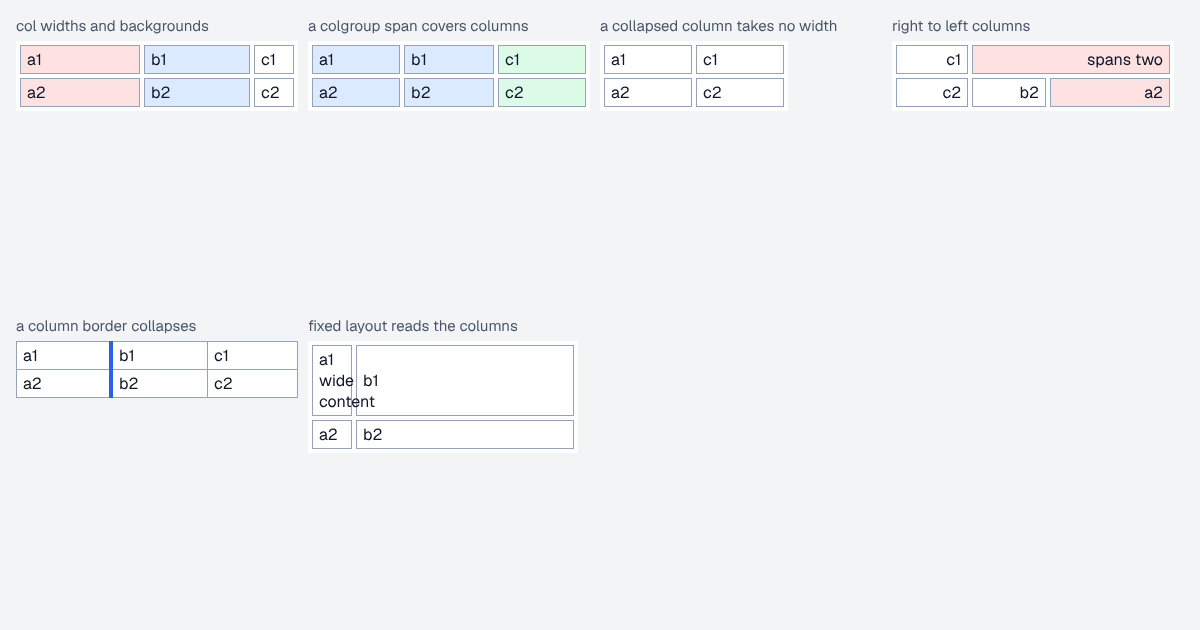 col widths and backgrounds
a1 b1 c1
a2 b2 c2
a colgroup span covers columns
a1 b1 c1
a2 b2 c2
a collapsed column takes no width
a1 c1
a2 c2
right to left columns
c1 spans two
c2 b2 a2
a column border collapses
a1 b1 c1
a2 b2 c2
fixed layout reads the columns
a1
wide b1
content
a2 b2